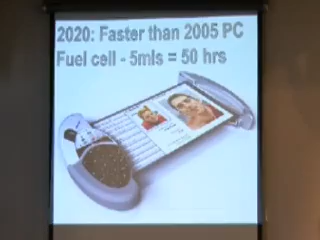 2020: Faster than 2005 PC
Fuel cell - 5mls = 50 hrs